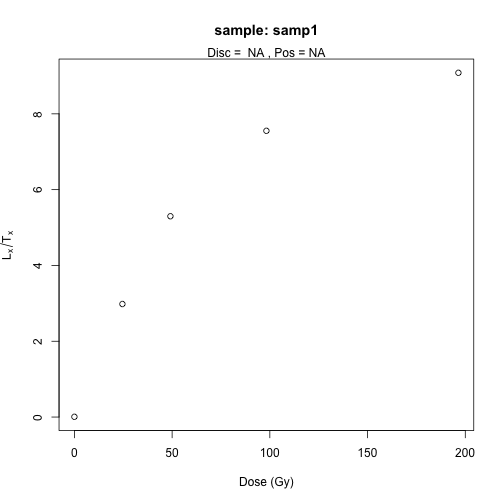 sample: samp1
Disc =  NA , Pos = NA
8
6
4
2
0
Lx/Tx
0 50 100 150 200
Dose (Gy)